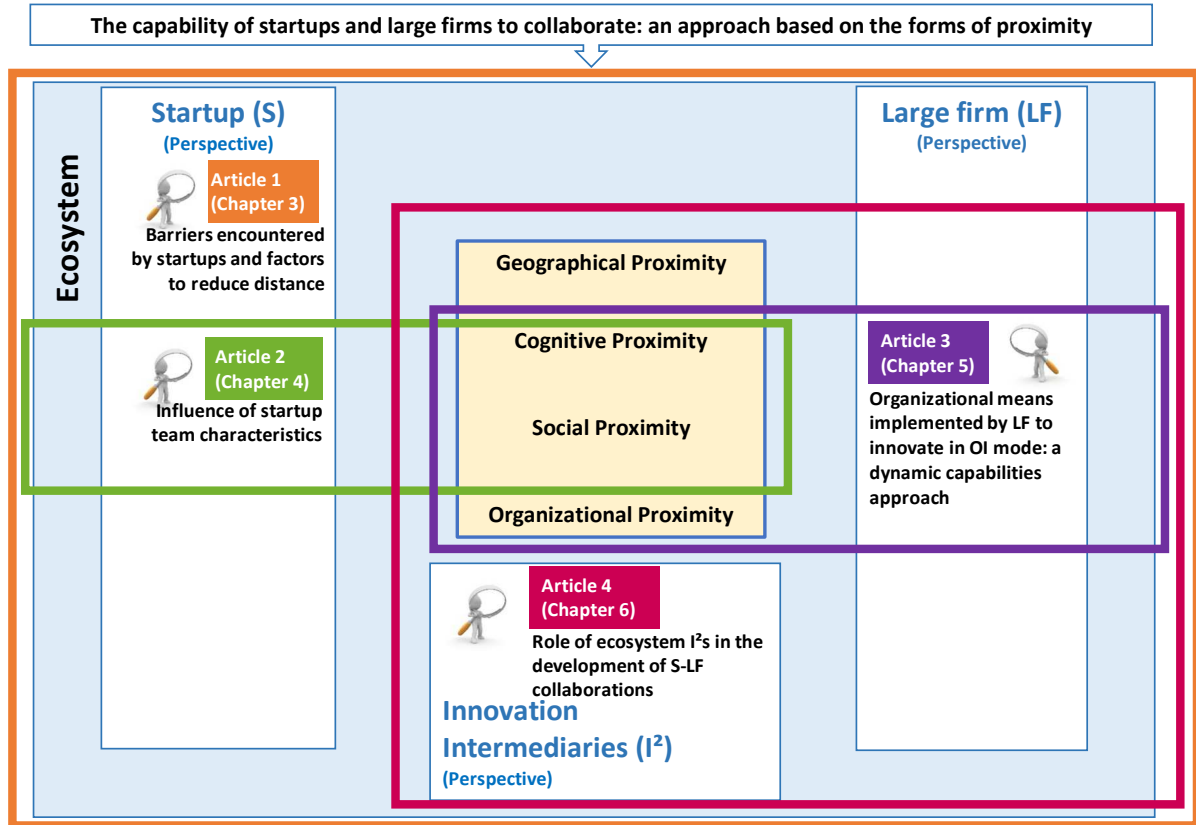 The capability of startups and large firms to collaborate: an approach based on the forms of proximity
Ecosystem
Startup (S)
(Perspective)
Article 1
(Chapter 3)
Barriers encountered
by startups and factors
to reduce distance
Article 2
(Chapter 4)
Influence of startup
team characteristics
Geographical Proximity
Cognitive Proximity
Social Proximity
Organizational Proximity
Large firm (LF)
(Perspective)
Article 3
(Chapter 5)
Organizational means
implemented by LF to
innovate in OI mode: a
dynamic capabilities
approach
Article 4
(Chapter 6)
Role of ecosystem I²s in the
development of S-LF
collaborations
Innovation
Intermediaries (I²)
(Perspective)